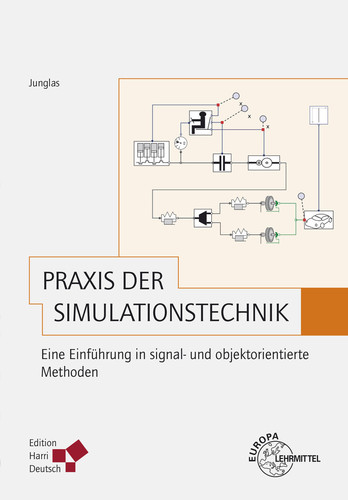 Junglas
x
x
x
PRAXIS DER
SIMULATIONSTECHNIK
Eine Einführung in signal- und objektorientierte
Methoden
Edition
Harri
Deutsch
EUROPA
LEHRMITTEL